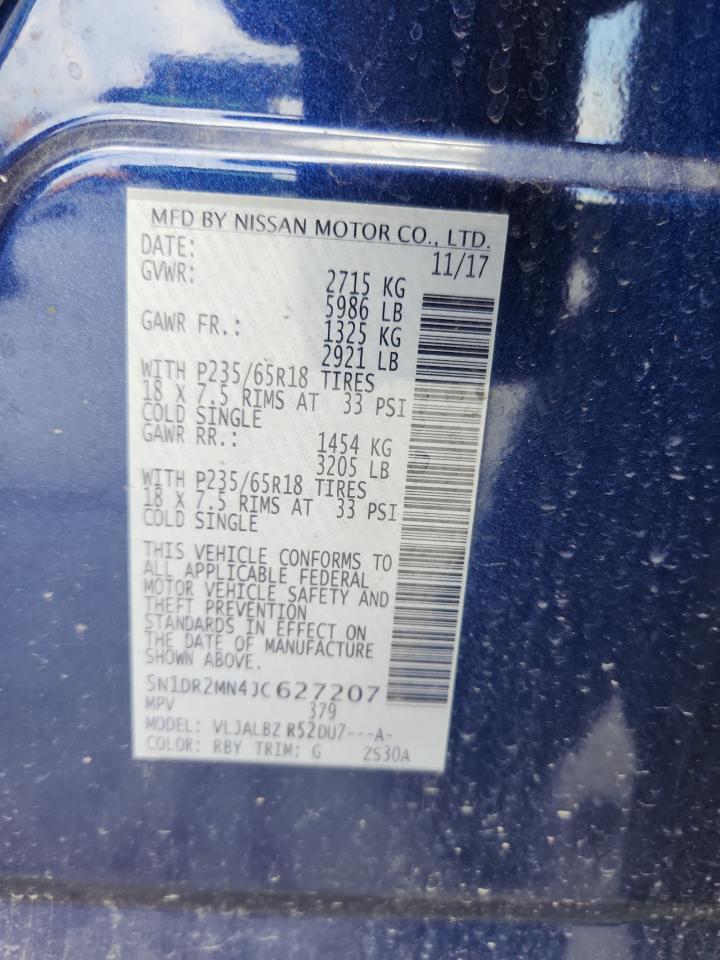 MFD BY NISSAN MOTOR CO., LTD.
DATE: 11/17
GVWR: 2715 KG
5986 LB
GAWR FR.: 1325 KG
2921 LB
WITH P235/65R18 TIRES
18 X 7.5 RIMS AT 33 PSI
COLD SINGLE
GAWR RR.: 1454 KG
3205 LB
WITH P235/65R18 TIRES
18 X 7.5 RIMS AT 33 PSI
COLD SINGLE
THIS VEHICLE CONFORMS TO
ALL APPLICABLE FEDERAL
MOTOR VEHICLE SAFETY AND
THEFT PREVENTION
STANDARDS IN EFFECT ON
THE DATE OF MANUFACTURE
SHOWN ABOVE.
5N1DR2MN4JC627207
MPV 379
MODEL: VLJALBZ R52DU7---A-
COLOR: RBY TRIM: G ZS30A